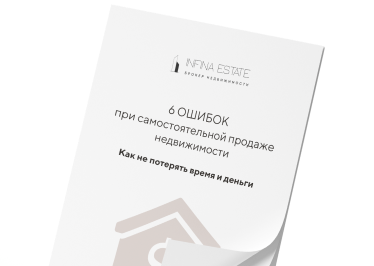 INFINA ESTATE
БРОКЕР НЕДВИЖИМОСТИ
6 ОШИБОК
при самостоятельной продаже
недвижимости
Как не потерять время и деньги